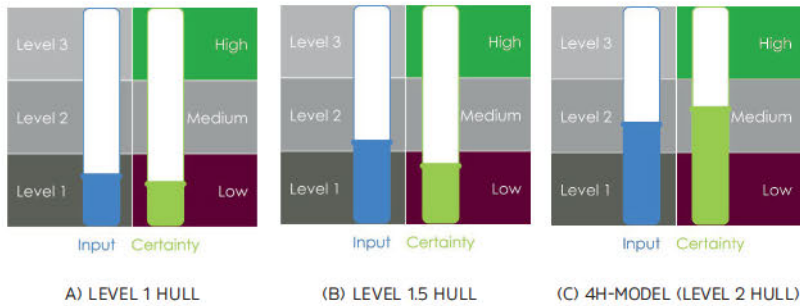 Level 3 High
Level 2 Medium
Level 1 Low
Input Certainty
A) LEVEL 1 HULL
Level 3 High
Level 2 Medium
Level 1 Low
Input Certainty
(B) LEVEL 1.5 HULL
Level 3 High
Level 2 Medium
Level 1 Low
Input Certainty
(C) 4H-MODEL (LEVEL 2 HULL)